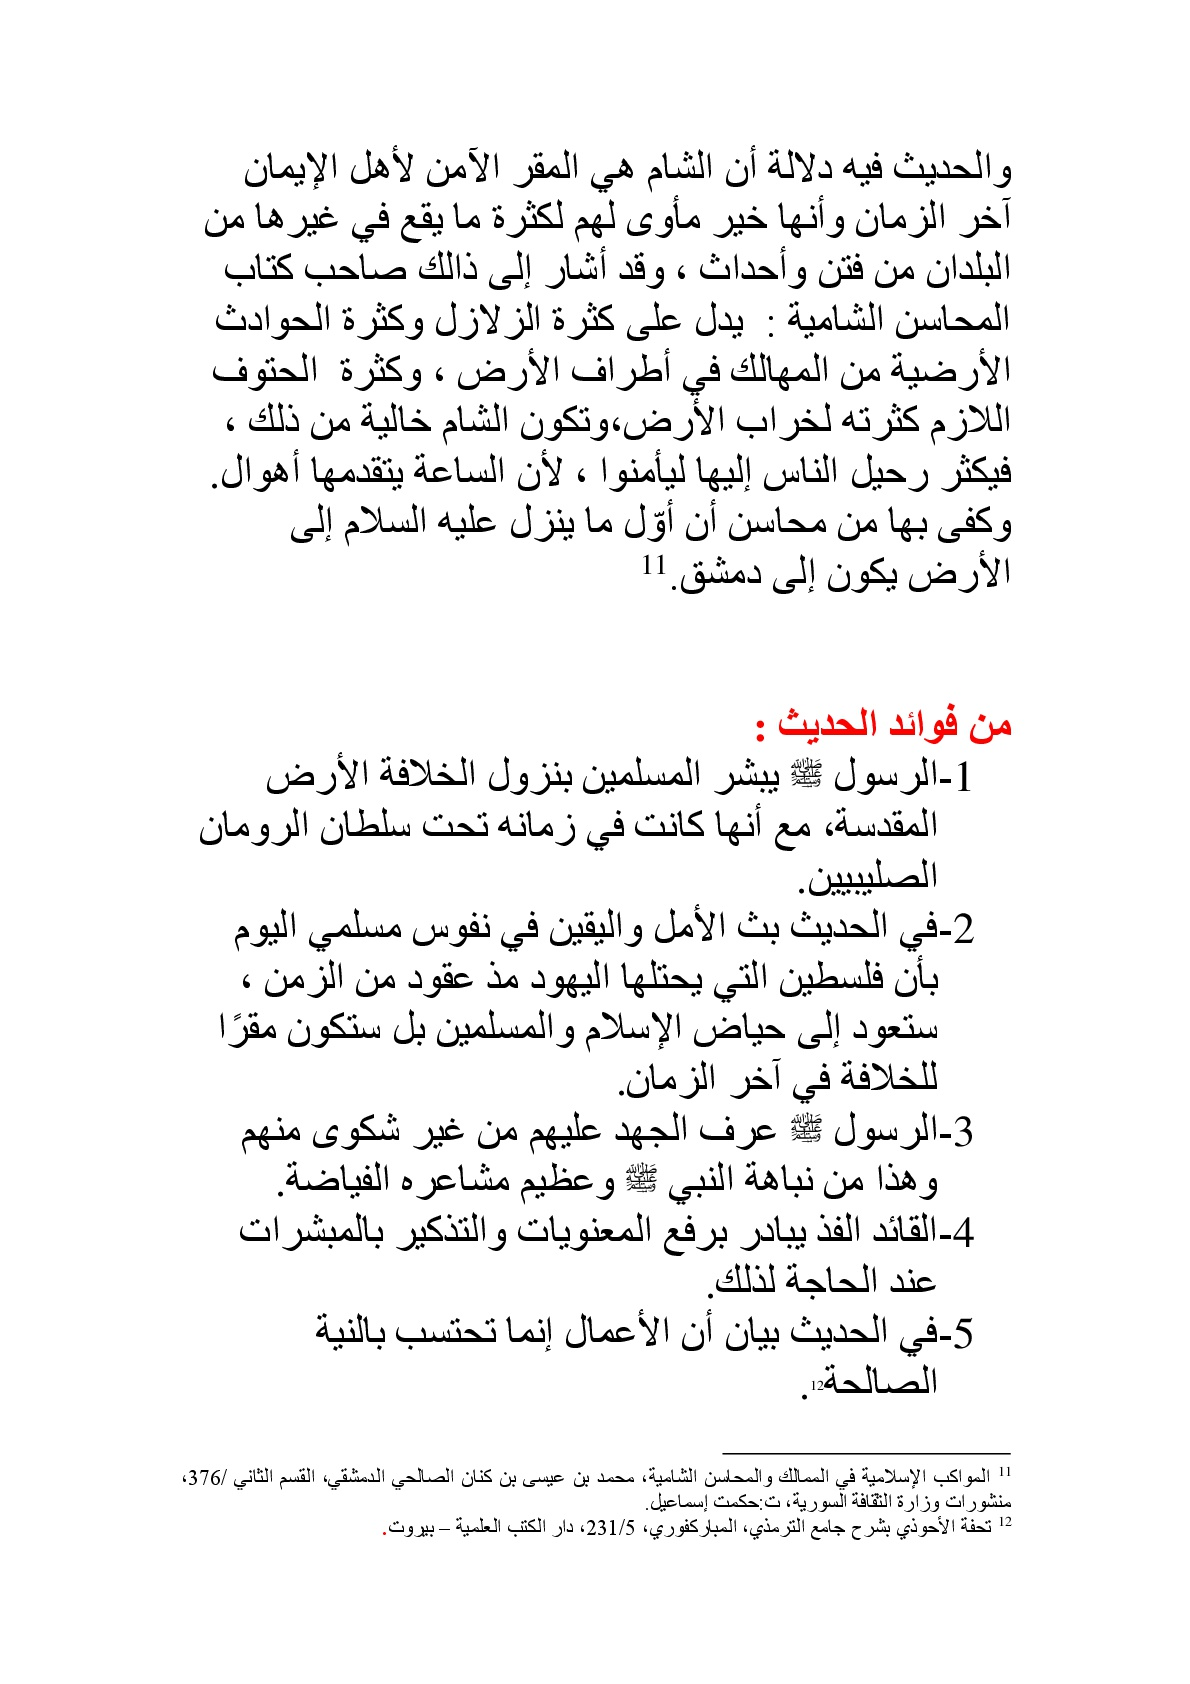 والحديث فيه دلالة أن الشام هي المقر الآمن لأهل الإيمان
آخر الزمان وأنها خير مأوى لهم لكثرة ما يقع في غيرها من
البلدان من فتن وأحداث ، وقد أشار إلى ذالك صاحب كتاب
المحاسن الشامية : يدل على كثرة الزلازل وكثرة الحوادث
الأرضية من المهالك في أطراف الأرض ، وكثرة الحتوف
اللازم كثرته لخراب الأرض،وتكون الشام خالية من ذلك ،
فيكثر رحيل الناس إليها ليأمنوا ، لأن الساعة يتقدمها أهوال.
وكفى بها من محاسن أن أوّل ما ينزل عليه السلام إلى
الأرض يكون إلى دمشق.11
من فوائد الحديث :
1-الرسول ﷺ يبشر المسلمين بنزول الخلافة الأرض
المقدسة، مع أنها كانت في زمانه تحت سلطان الرومان
الصليبيين.
2-في الحديث بث الأمل واليقين في نفوس مسلمي اليوم
بأن فلسطين التي يحتلها اليهود مذ عقود من الزمن ،
ستعود إلى حياض الإسلام والمسلمين بل ستكون مقرًا
للخلافة في آخر الزمان.
3-الرسول ﷺ عرف الجهد عليهم من غير شكوى منهم
وهذا من نباهة النبي ﷺ وعظيم مشاعره الفياضة.
4-القائد الفذ يبادر برفع المعنويات والتذكير بالمبشرات
عند الحاجة لذلك.
5-في الحديث بيان أن الأعمال إنما تحتسب بالنية
الصالحة12.
11 المواكب الإسلامية في الممالك والمحاسن الشامية، محمد بن عيسى بن كنان الصالحي الدمشقي، القسم الثاني /376،
منشورات وزارة الثقافة السورية، ت:حكمت إسماعيل.
12 تحفة الأحوذي بشرح جامع الترمذي، المباركفوري، 231/5، دار الكتب العلمية – بيروت.